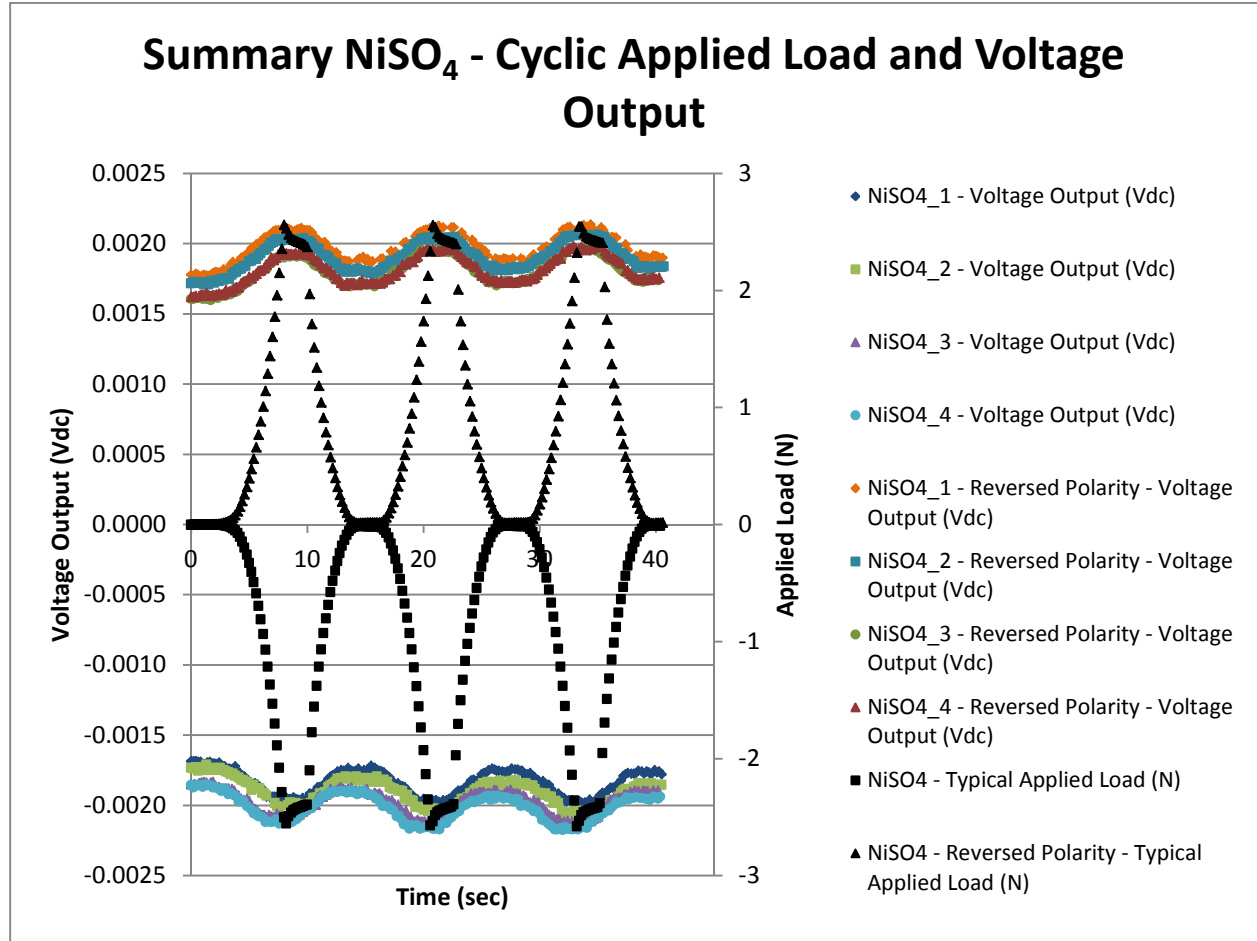 Summary NiSO₄ - Cyclic Applied Load and Voltage
Output
0.0025
0.0020
0.0015
0.0010
0.0005
0.0000
-0.0005
-0.0010
-0.0015
-0.0020
-0.0025
Voltage Output (Vdc)
0
10
20
30
40
Time (sec)
3
2
1
0
-1
-2
-3
Applied Load (N)
NiSO4_1 - Voltage Output (Vdc)
NiSO4_2 - Voltage Output (Vdc)
NiSO4_3 - Voltage Output (Vdc)
NiSO4_4 - Voltage Output (Vdc)
NiSO4_1 - Reversed Polarity - Voltage
Output (Vdc)
NiSO4_2 - Reversed Polarity - Voltage
Output (Vdc)
NiSO4_3 - Reversed Polarity - Voltage
Output (Vdc)
NiSO4_4 - Reversed Polarity - Voltage
Output (Vdc)
NiSO4 - Typical Applied Load (N)
NiSO4 - Reversed Polarity - Typical
Applied Load (N)